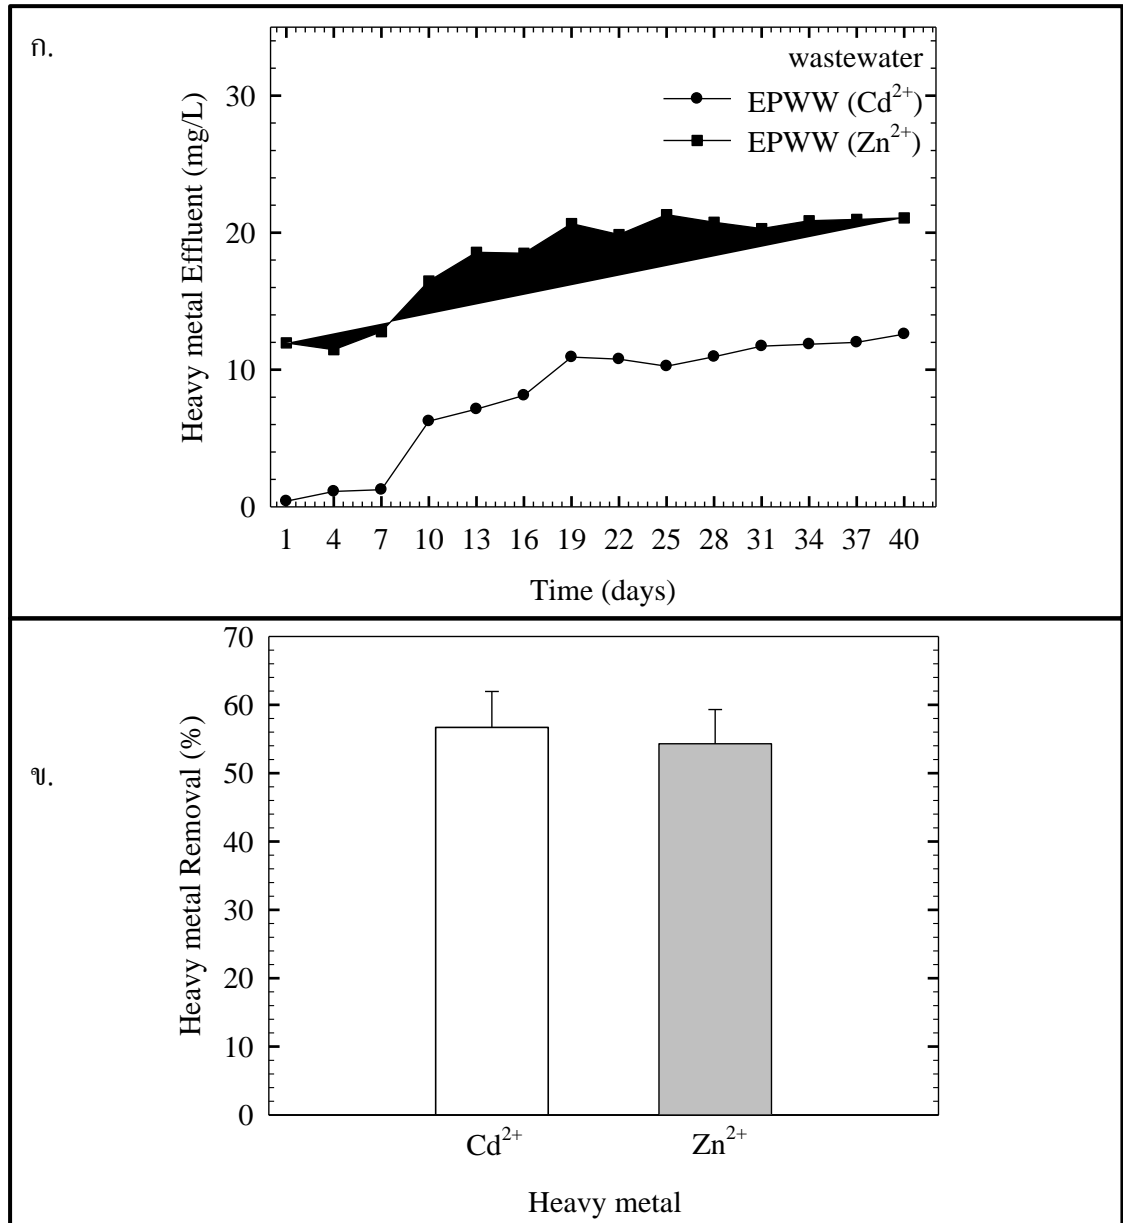 ก.
wastewater
EPWW (Cd²⁺)
EPWW (Zn²⁺)
Heavy metal Effluent (mg/L)
30
20
10
0
1 4 7 10 13 16 19 22 25 28 31 34 37 40
Time (days)
ข.
Heavy metal Removal (%)
70
60
50
40
30
20
10
0
Cd²⁺ Zn²⁺
Heavy metal